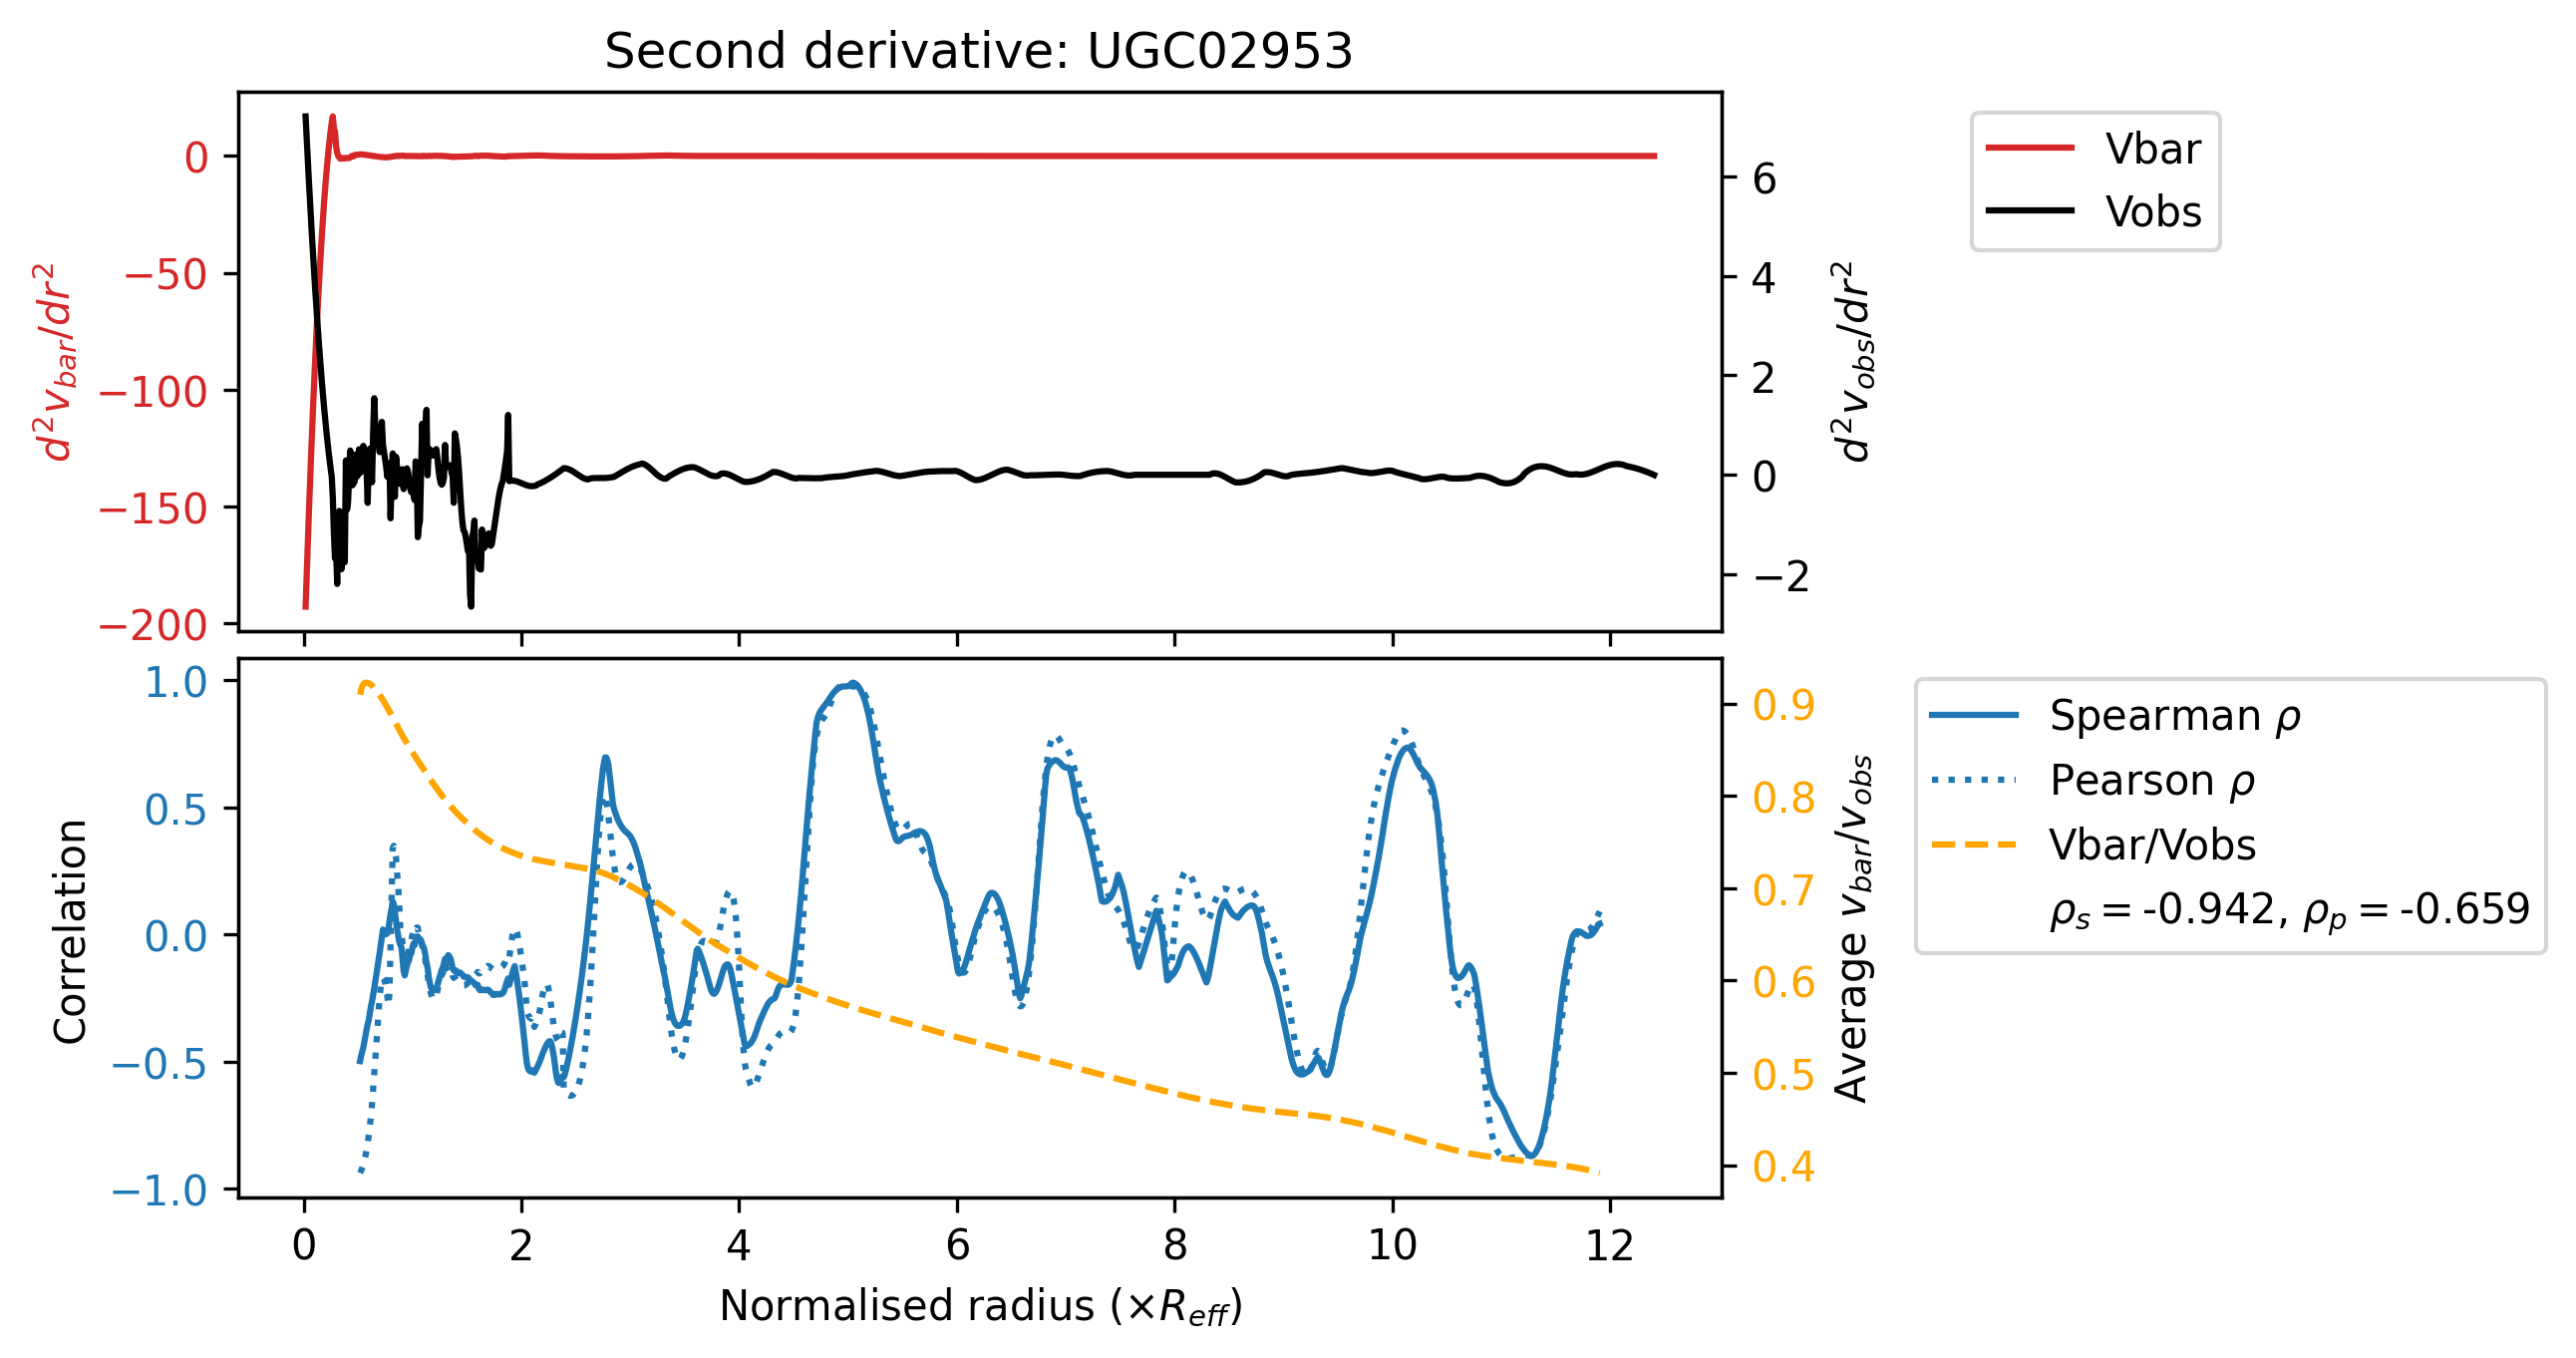 Second derivative: UGC02953
0
−50
−100
−150
−200
d²v_bar/dr²
6
4
2
0
−2
d²v_obs/dr²
Vbar
Vobs
1.0
0.5
0.0
−0.5
−1.0
Correlation
0.9
0.8
0.7
0.6
0.5
0.4
Average v_bar/v_obs
Spearman ρ
Pearson ρ
Vbar/Vobs
ρ_s = -0.942, ρ_p = -0.659
0 2 4 6 8 10 12
Normalised radius (×R_eff)